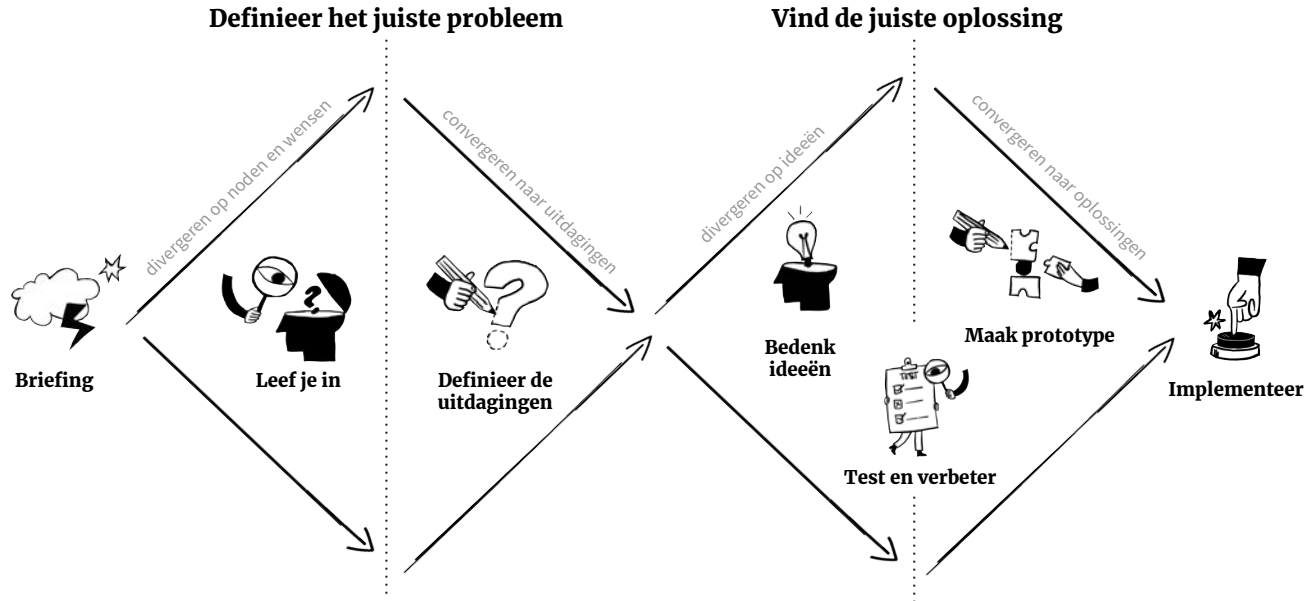 Definieer het juiste probleem
Vind de juiste oplossing
divergeren op noden en wensen
convergeren naar uitdagingen
divergeren op ideeën
convergeren naar oplossingen
Briefing
Leef je in
Definieer de
uitdagingen
Bedenk
ideeën
Maak prototype
TEST
Test en verbeter
Implementeer